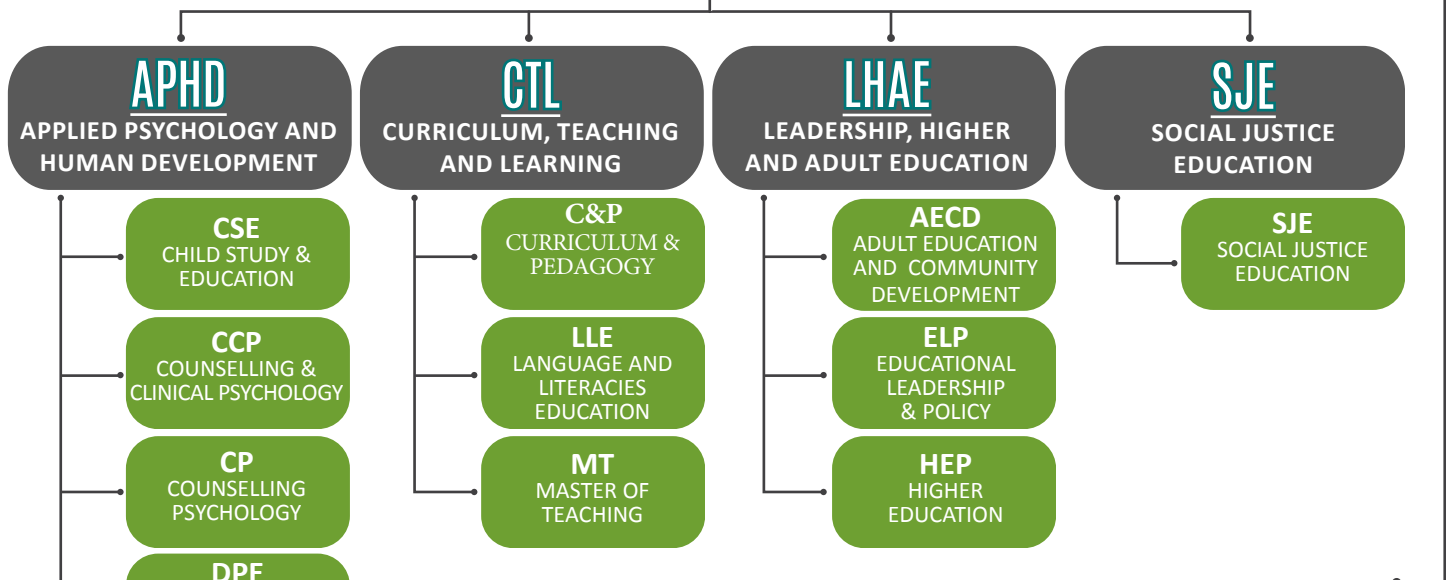 APHD
APPLIED PSYCHOLOGY AND
HUMAN DEVELOPMENT
CSE
CHILD STUDY &
EDUCATION
CCP
COUNSELLING &
CLINICAL PSYCHOLOGY
CP
COUNSELLING
PSYCHOLOGY
DPE
CTL
CURRICULUM, TEACHING
AND LEARNING
C&P
CURRICULUM &
PEDAGOGY
LLE
LANGUAGE AND
LITERACIES
EDUCATION
MT
MASTER OF
TEACHING
LHAE
LEADERSHIP, HIGHER
AND ADULT EDUCATION
AECD
ADULT EDUCATION
AND COMMUNITY
DEVELOPMENT
ELP
EDUCATIONAL
LEADERSHIP
& POLICY
HEP
HIGHER
EDUCATION
SJE
SOCIAL JUSTICE
EDUCATION
SJE
SOCIAL JUSTICE
EDUCATION